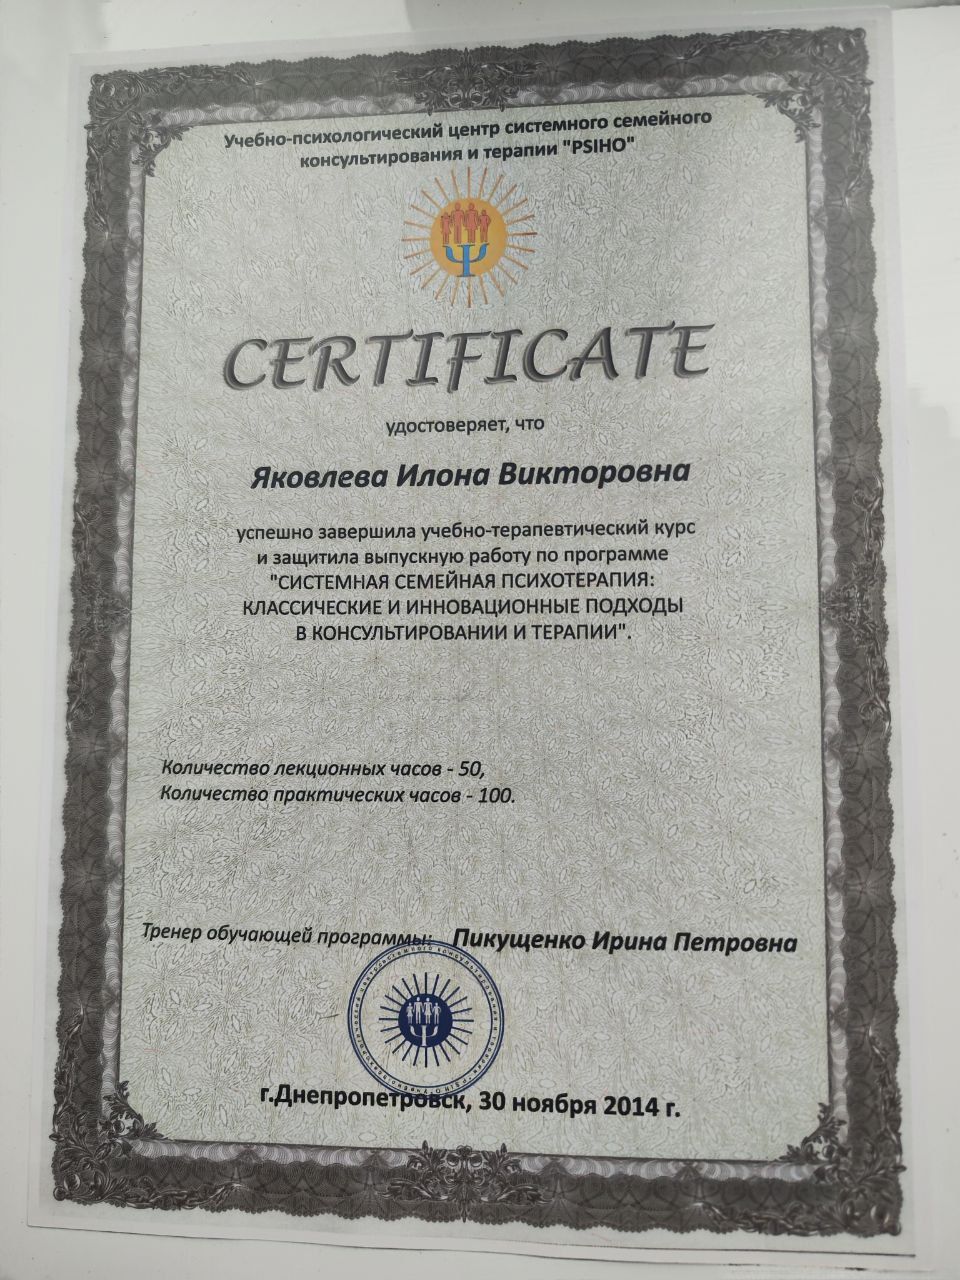 Учебно-психологический центр системного семейного
консультирования и терапии "PSIHO"
CERTIFICATE
удостоверяет, что
Яковлева Илона Викторовна
успешно завершила учебно-терапевтический курс
и защитила выпускную работу по программе
"СИСТЕМНАЯ СЕМЕЙНАЯ ПСИХОТЕРАПИЯ:
КЛАССИЧЕСКИЕ И ИННОВАЦИОННЫЕ ПОДХОДЫ
В КОНСУЛЬТИРОВАНИИ И ТЕРАПИИ".
Количество лекционных часов - 50,
Количество практических часов - 100.
Тренер обучающей программы: Пикущенко Ирина Петровна
г.Днепропетровск, 30 ноября 2014 г.